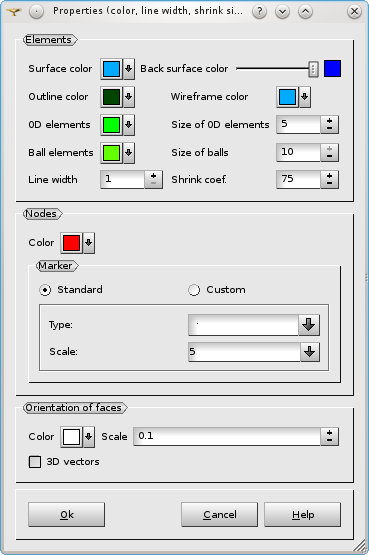 Properties (color, line width, shrink si...
Elements
Surface color Back surface color
Outline color Wireframe color
0D elements Size of 0D elements 5
Ball elements Size of balls 10
Line width 1 Shrink coef. 75
Nodes
Color
Marker
Standard Custom
Type:
Scale: 5
Orientation of faces
Color Scale 0.1
3D vectors
Ok Cancel Help